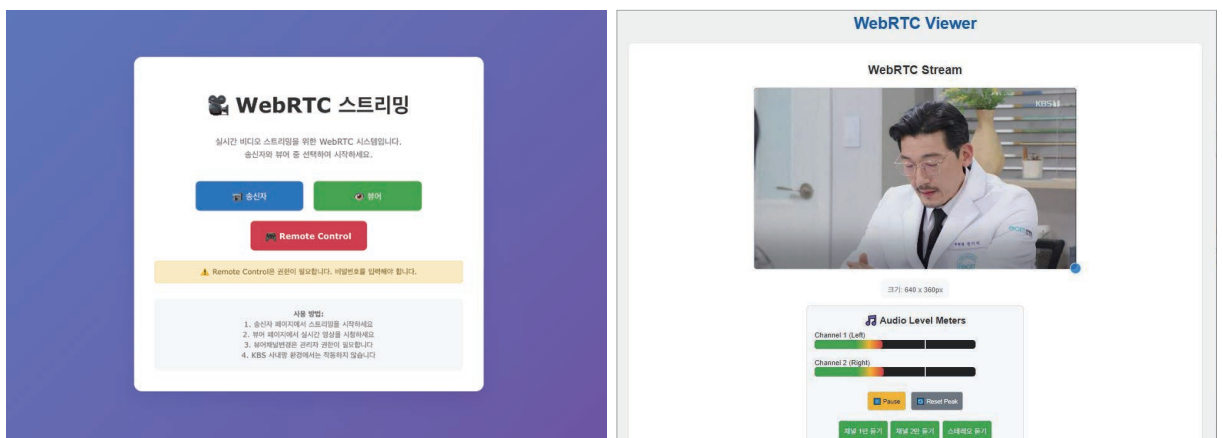 WebRTC 스트리밍
실시간 비디오 스트리밍을 위한 WebRTC 시스템입니다.
송신자와 뷰어 중 선택하여 시작하세요.
송신자
뷰어
Remote Control
Remote Control은 권한이 필요합니다. 비밀번호를 입력해야 합니다.
사용 방법:
1. 송신자 페이지에서 스트리밍을 시작하세요
2. 뷰어 페이지에서 실시간 영상을 시청하세요
3. 뷰어채널변경은 관리자 권한이 필요합니다
4. KBS 사내망 환경에서는 작동하지 않습니다
WebRTC Viewer
WebRTC Stream
KBS1
크기: 640 x 360px
Audio Level Meters
Channel 1 (Left)
Channel 2 (Right)
Pause
Reset Peak
채널 1만 듣기
채널 2만 듣기
스테레오 듣기